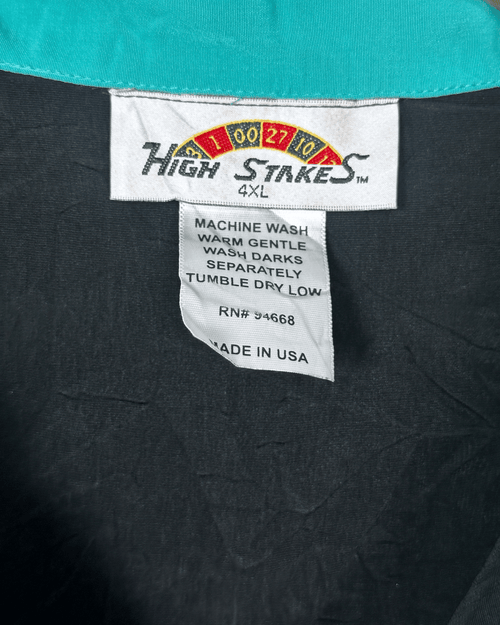 1 00 27 10
HIGH STAKES™
4XL
MACHINE WASH
WARM GENTLE
WASH DARKS
SEPARATELY
TUMBLE DRY LOW
RN# 94668
MADE IN USA